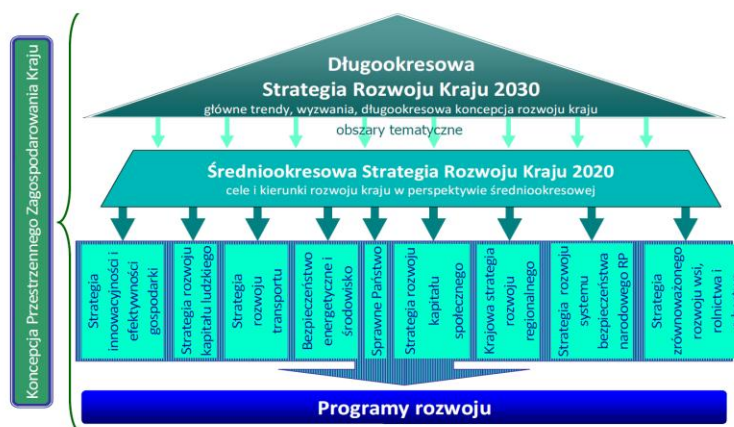 Koncepcja Przestrzennego Zagospodarowania Kraju
Długookresowa
Strategia Rozwoju Kraju 2030
główne trendy, wyzwania, długookresowa koncepcja rozwoju kraju
obszary tematyczne
Średniookresowa Strategia Rozwoju Kraju 2020
cele i kierunki rozwoju kraju w perspektywie średniookresowej
Strategia
innowacyjności i
efektywności
gospodarki
Strategia rozwoju
kapitału ludzkiego
Strategia
rozwoju
transportu
Bezpieczeństwo
energetyczne i
środowisko
Sprawne Państwo
Strategia rozwoju
kapitału
społecznego
Krajowa strategia
rozwoju
regionalnego
Strategia rozwoju
systemu
bezpieczeństwa
narodowego RP
Strategia
zrównoważonego
rozwoju wsi,
rolnictwa i
Programy rozwoju